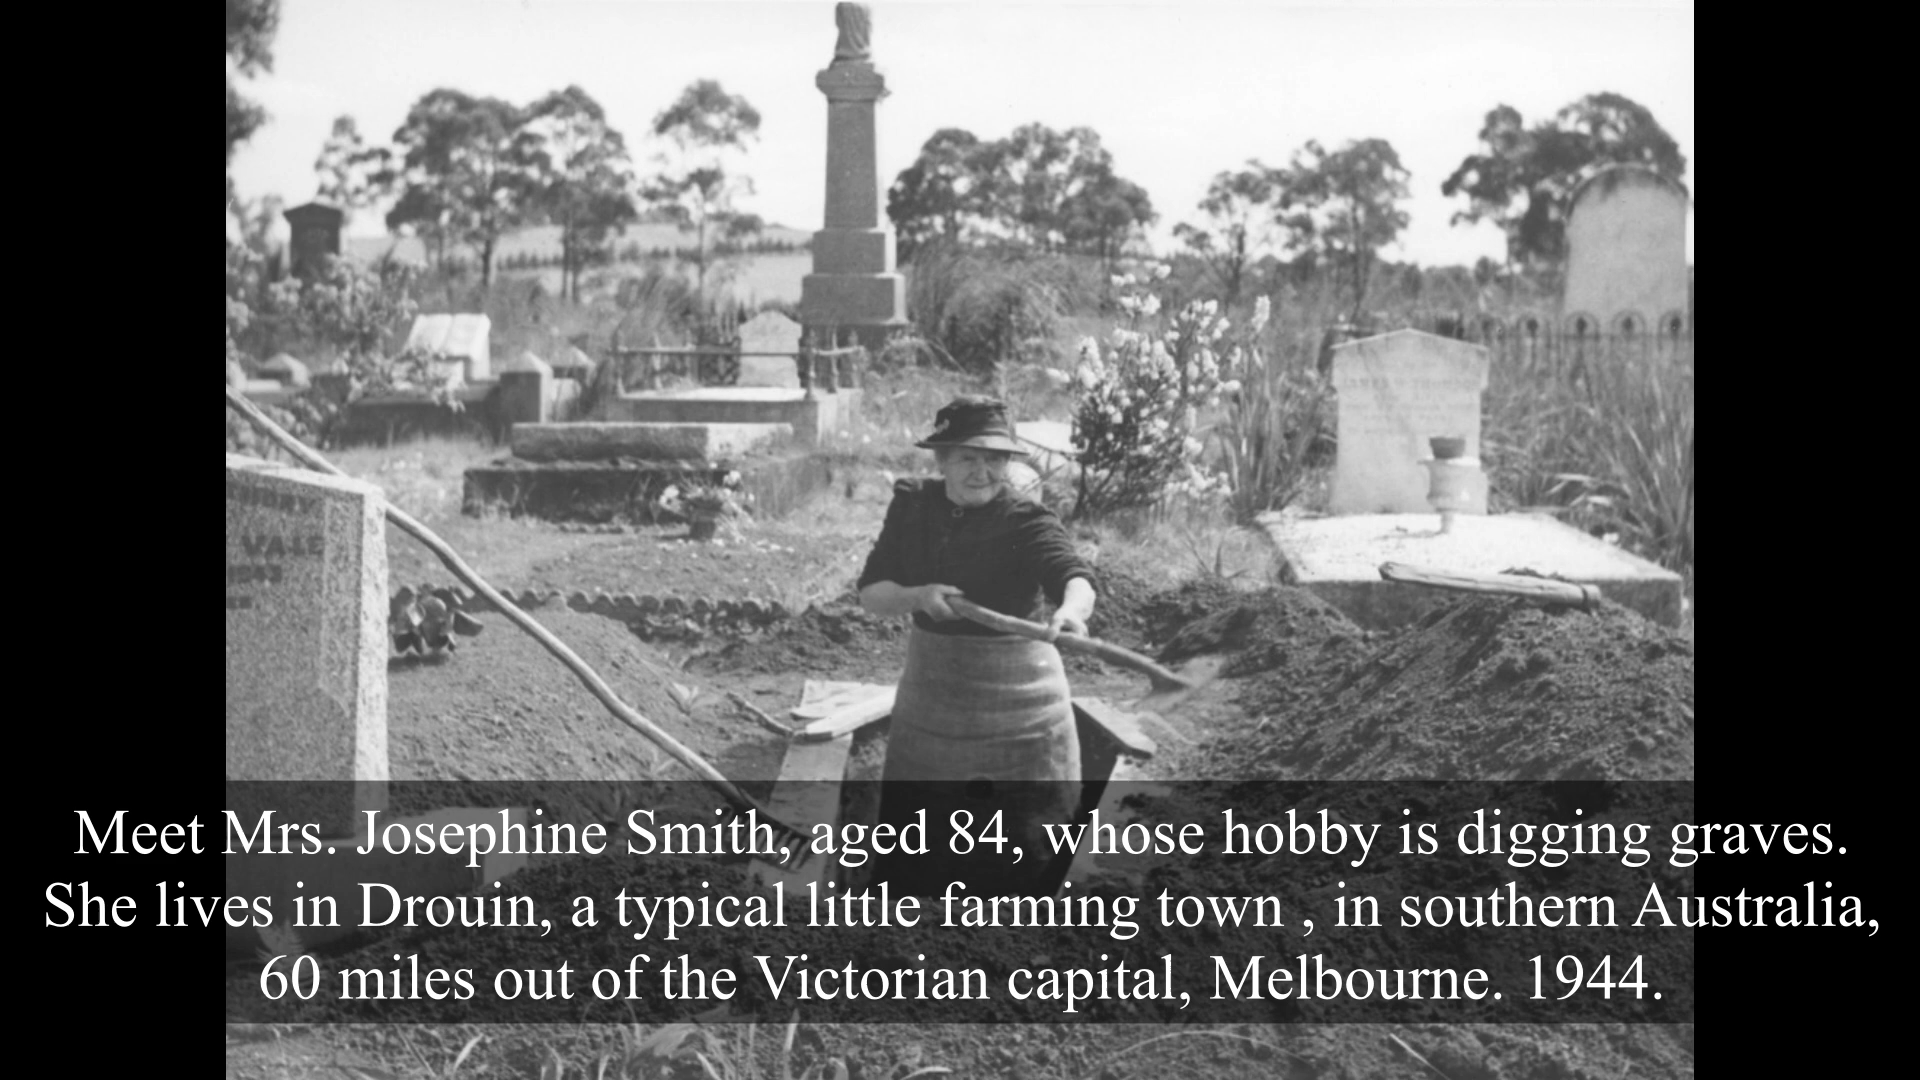 VALE
Meet Mrs. Josephine Smith, aged 84, whose hobby is digging graves.
She lives in Drouin, a typical little farming town , in southern Australia,
60 miles out of the Victorian capital, Melbourne. 1944.